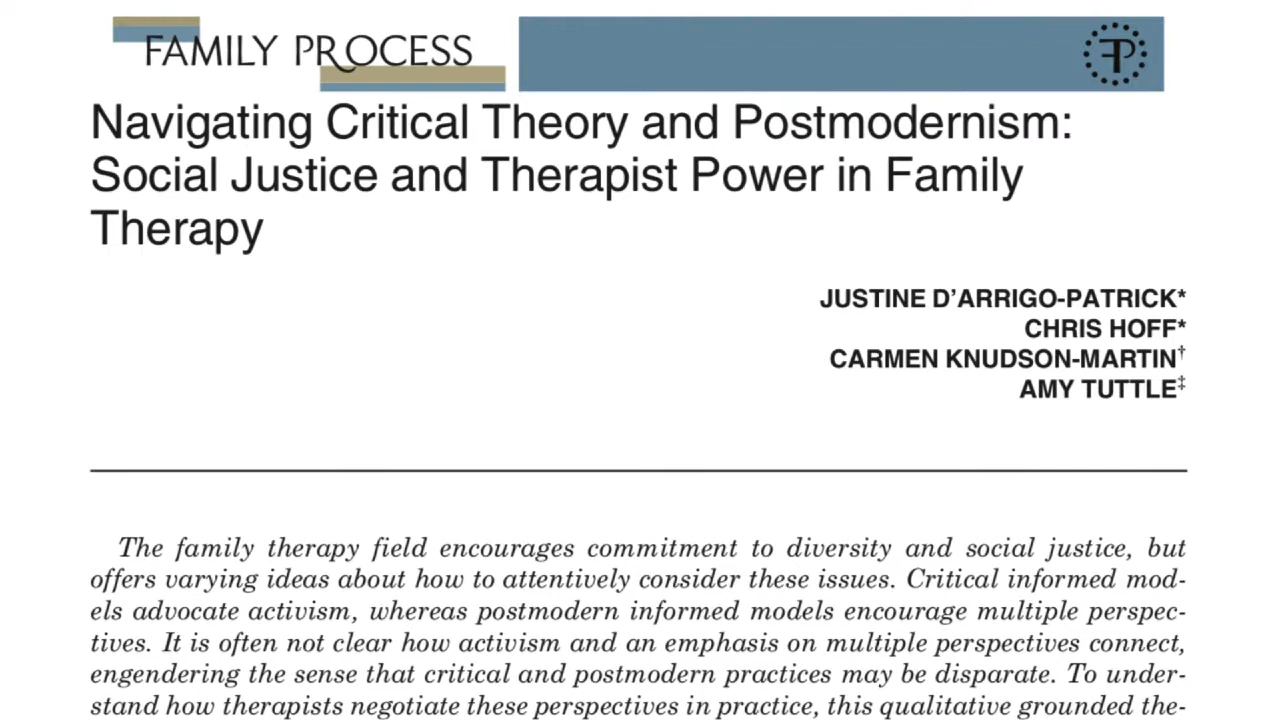 FAMILY PROCESS
FP
Navigating Critical Theory and Postmodernism:
Social Justice and Therapist Power in Family
Therapy
JUSTINE D’ARRIGO-PATRICK*
CHRIS HOFF*
CARMEN KNUDSON-MARTIN†
AMY TUTTLE‡
The family therapy field encourages commitment to diversity and social justice, but
offers varying ideas about how to attentively consider these issues. Critical informed mod-
els advocate activism, whereas postmodern informed models encourage multiple perspec-
tives. It is often not clear how activism and an emphasis on multiple perspectives connect,
engendering the sense that critical and postmodern practices may be disparate. To under-
stand how therapists negotiate these perspectives in practice, this qualitative grounded the-